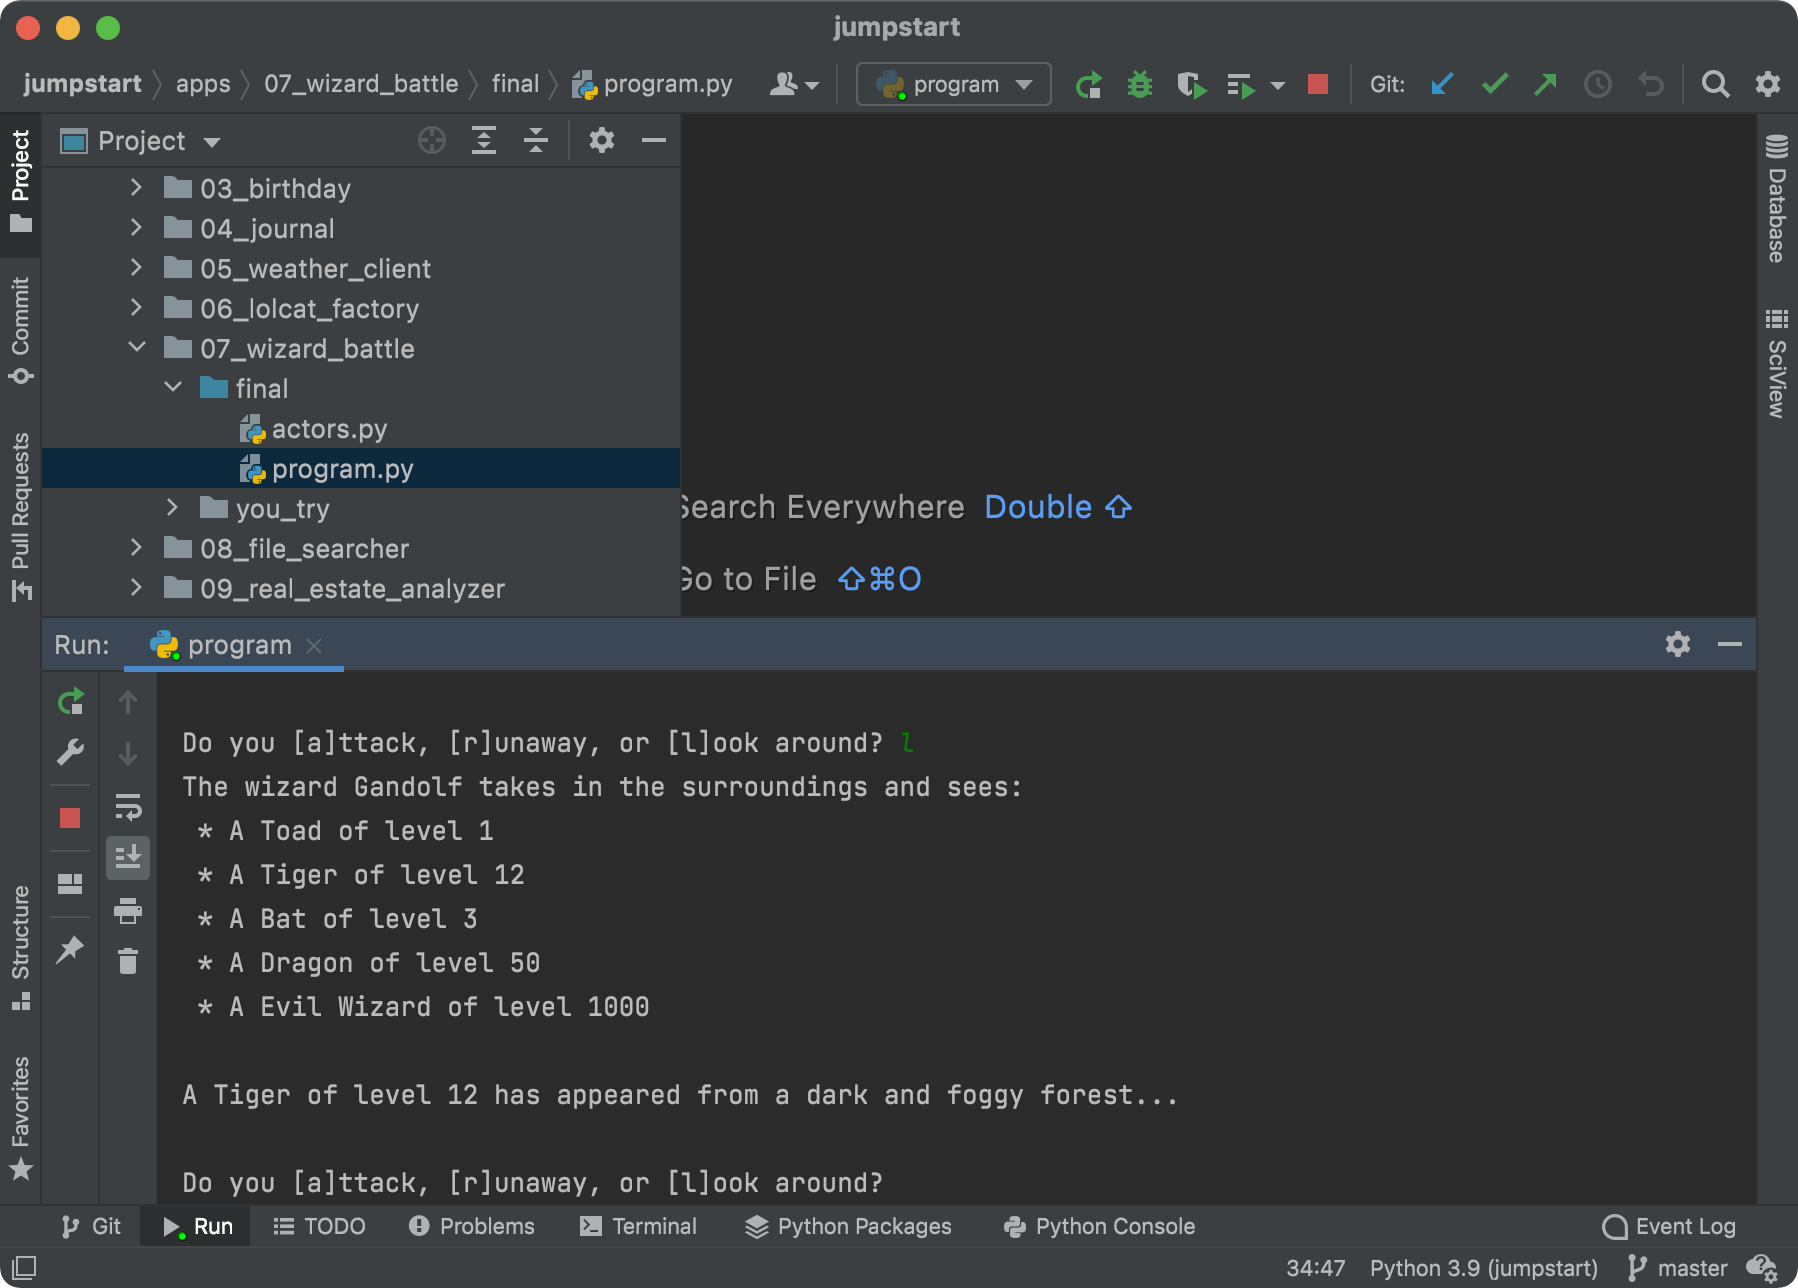 jumpstart
jumpstart apps 07_wizard_battle final program.py program Git:
Project
Project
03_birthday
04_journal
05_weather_client
06_lolcat_factory
07_wizard_battle
final
actors.py
program.py
you_try
08_file_searcher
09_real_estate_analyzer
Commit
Pull Requests
Structure
Favorites
Search Everywhere Double ⇧
Go to File ⇧⌘O
Database
SciView
Run: program
Do you [a]ttack, [r]unaway, or [l]ook around? l
The wizard Gandolf takes in the surroundings and sees:
* A Toad of level 1
* A Tiger of level 12
* A Bat of level 3
* A Dragon of level 50
* A Evil Wizard of level 1000
A Tiger of level 12 has appeared from a dark and foggy forest...
Do you [a]ttack, [r]unaway, or [l]ook around?
Git Run TODO Problems Terminal Python Packages Python Console Event Log
34:47 Python 3.9 (jumpstart) master